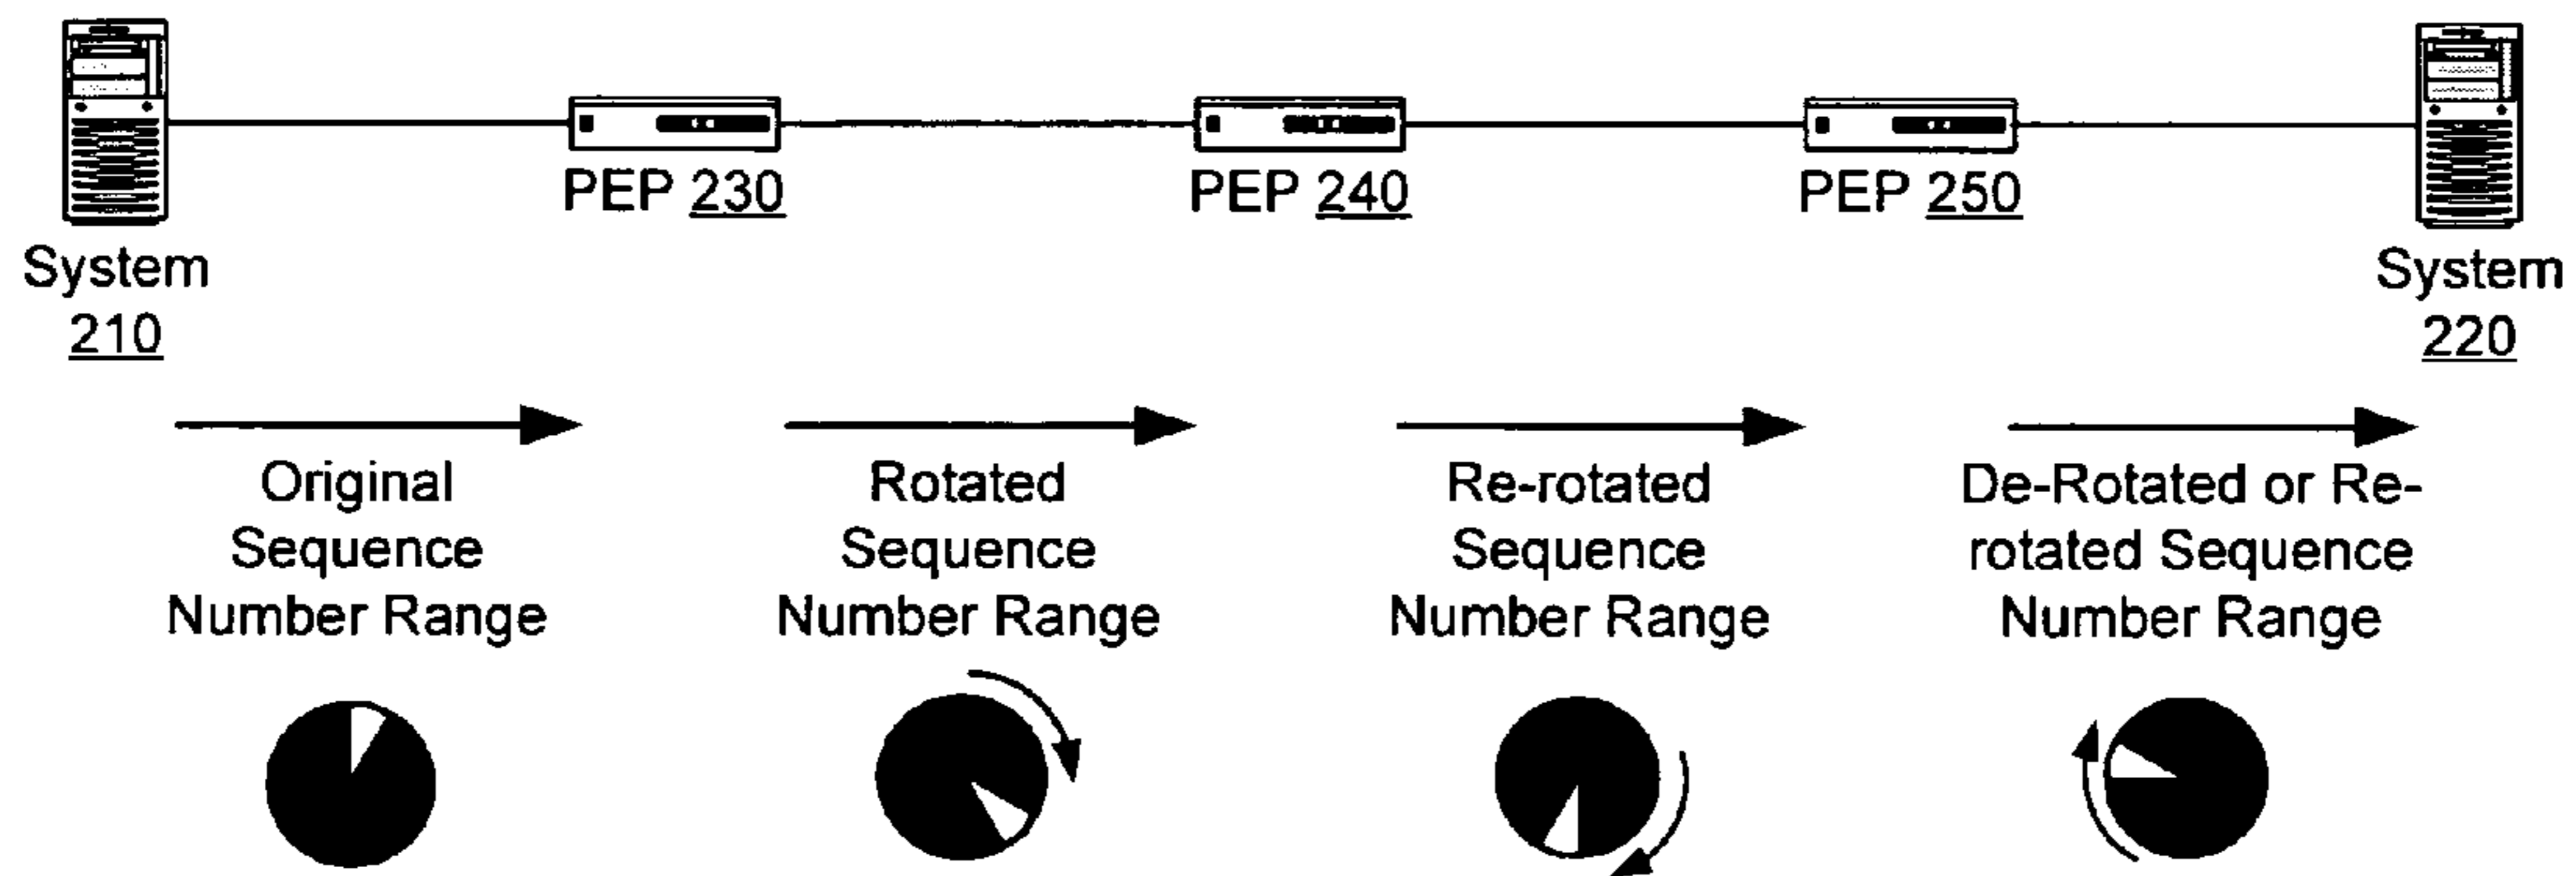 PEP 230
PEP 240
PEP 250
System
210
System
220
Original
Sequence
Number Range
Rotated
Sequence
Number Range
Re-rotated
Sequence
Number Range
De-Rotated or Re-
rotated Sequence
Number Range